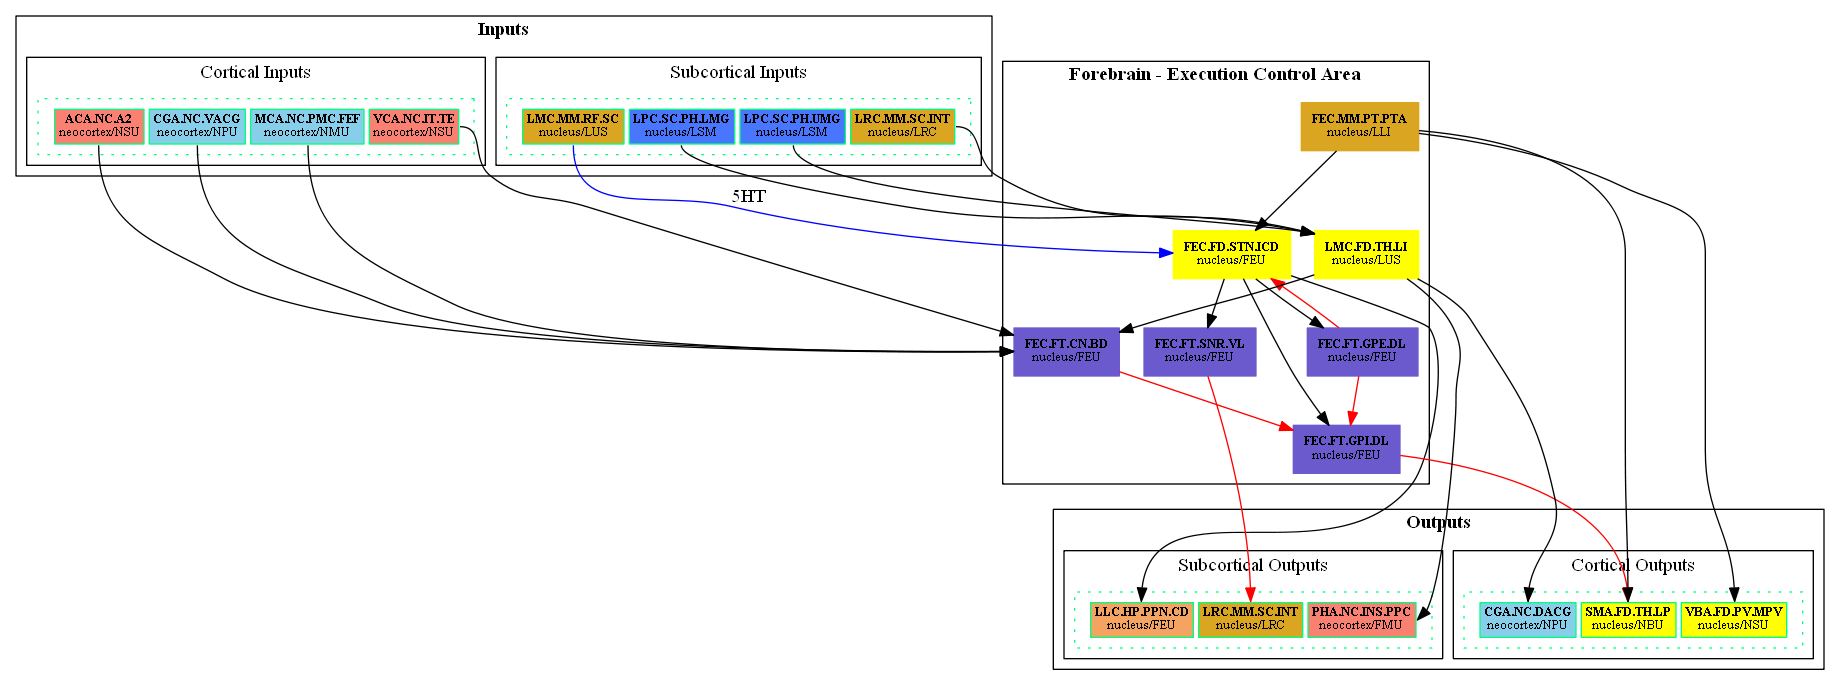 Inputs
Cortical Inputs
Subcortical Inputs
ACA.NC.A2
neocortex/NSU
CGA.NC.VACG
neocortex/NPU
MCA.NC.PMC.FEF
neocortex/NMU
VCA.NC.IT.TE
neocortex/NSU
LMC.MM.RF.SC
nucleus/LUS
LPC.SC.PH.LMG
nucleus/LSM
LPC.SC.PH.UMG
nucleus/LSM
LRC.MM.SC.INT
nucleus/LRC
5HT
Forebrain - Execution Control Area
FEC.MM.PT.PTA
nucleus/LLI
FEC.FD.STN.ICD
nucleus/FEU
LMC.FD.TH.LI
nucleus/LUS
FEC.FT.CN.BD
nucleus/FEU
FEC.FT.SNR.VL
nucleus/FEU
FEC.FT.GPE.DL
nucleus/FEU
FEC.FT.GPI.DL
nucleus/FEU
Outputs
Subcortical Outputs
Cortical Outputs
LLC.HP.PPN.CD
nucleus/FEU
LRC.MM.SC.INT
nucleus/LRC
PHA.NC.INS.PPC
neocortex/FMU
CGA.NC.DACG
neocortex/NPU
SMA.FD.TH.LP
nucleus/NBU
VBA.FD.PV.MPV
nucleus/NSU